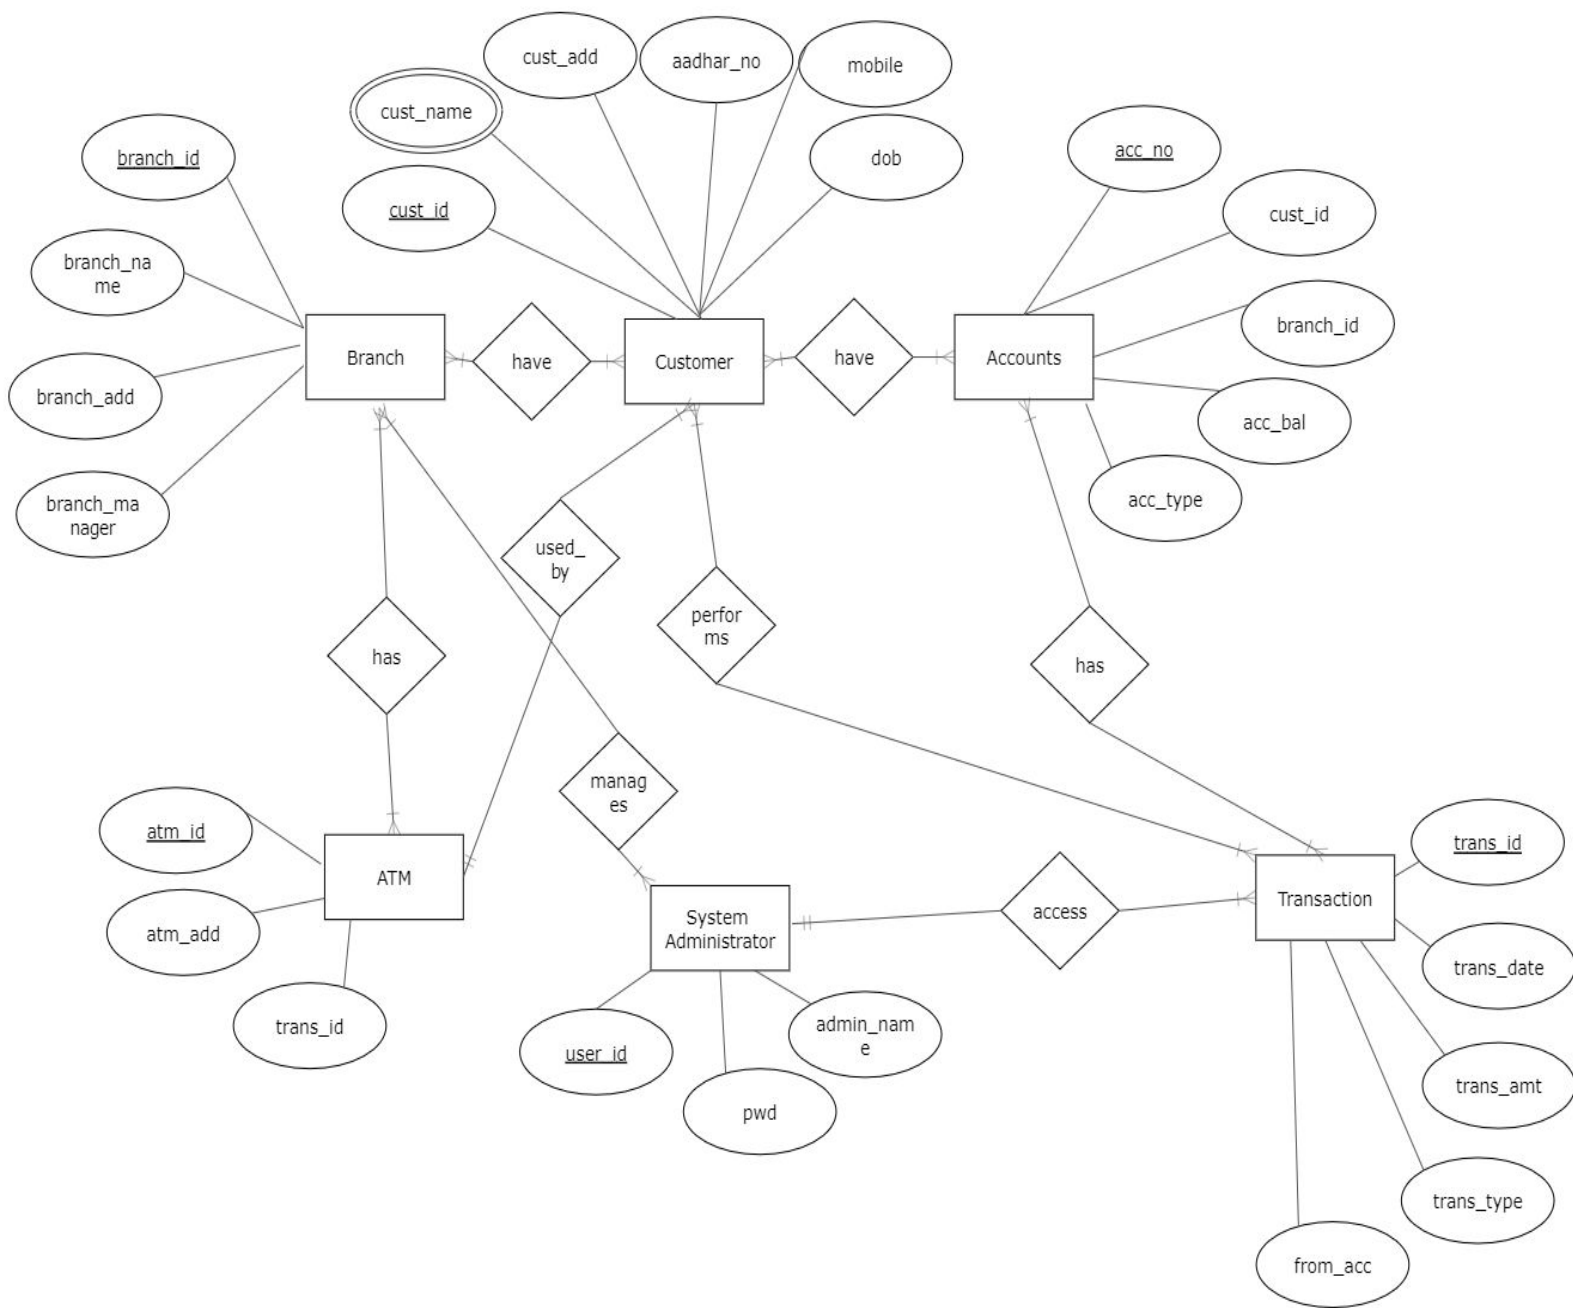 cust_add
aadhar_no
mobile
cust_name
branch_id
acc_no
dob
cust_id
cust_id
branch_na
me
branch_id
Branch
have
Customer
have
Accounts
branch_add
acc_bal
branch_ma
nager
acc_type
used_
by
perfor
ms
has
has
manag
es
atm_id
trans_id
ATM
Transaction
System
Administrator
access
atm_add
trans_date
trans_id
admin_nam
e
user_id
trans_amt
pwd
trans_type
from_acc